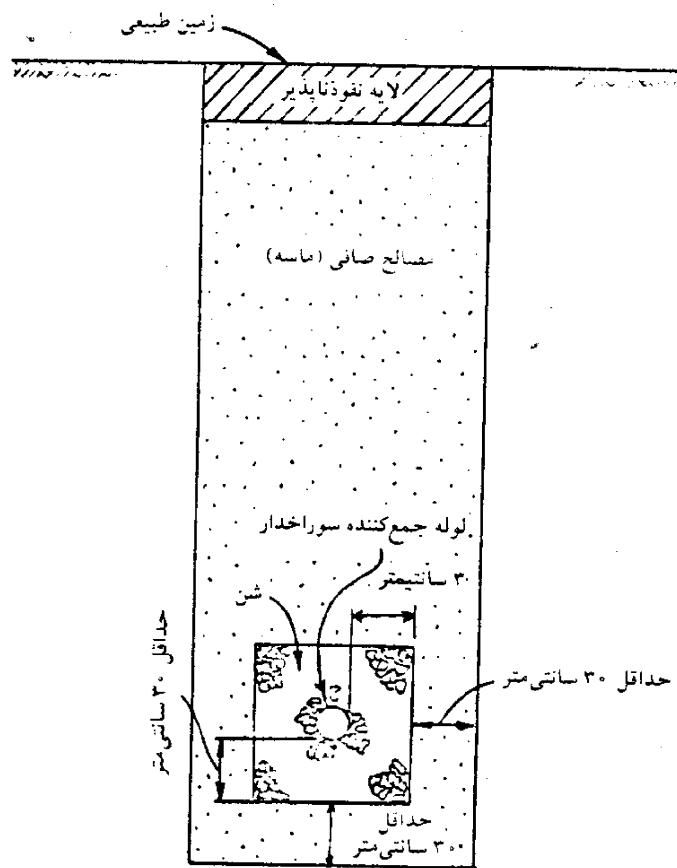 زمین طبیعی
لایه نفوذناپذیر
مصالح صافی (ماسه)
لوله جمع‌کننده سوراخدار
۳۰ سانتیمتر
شن
حداقل ۳۰ سانتی‌متر
حداقل ۳۰ سانتی‌متر
حداقل
۳۰ سانتی‌متر